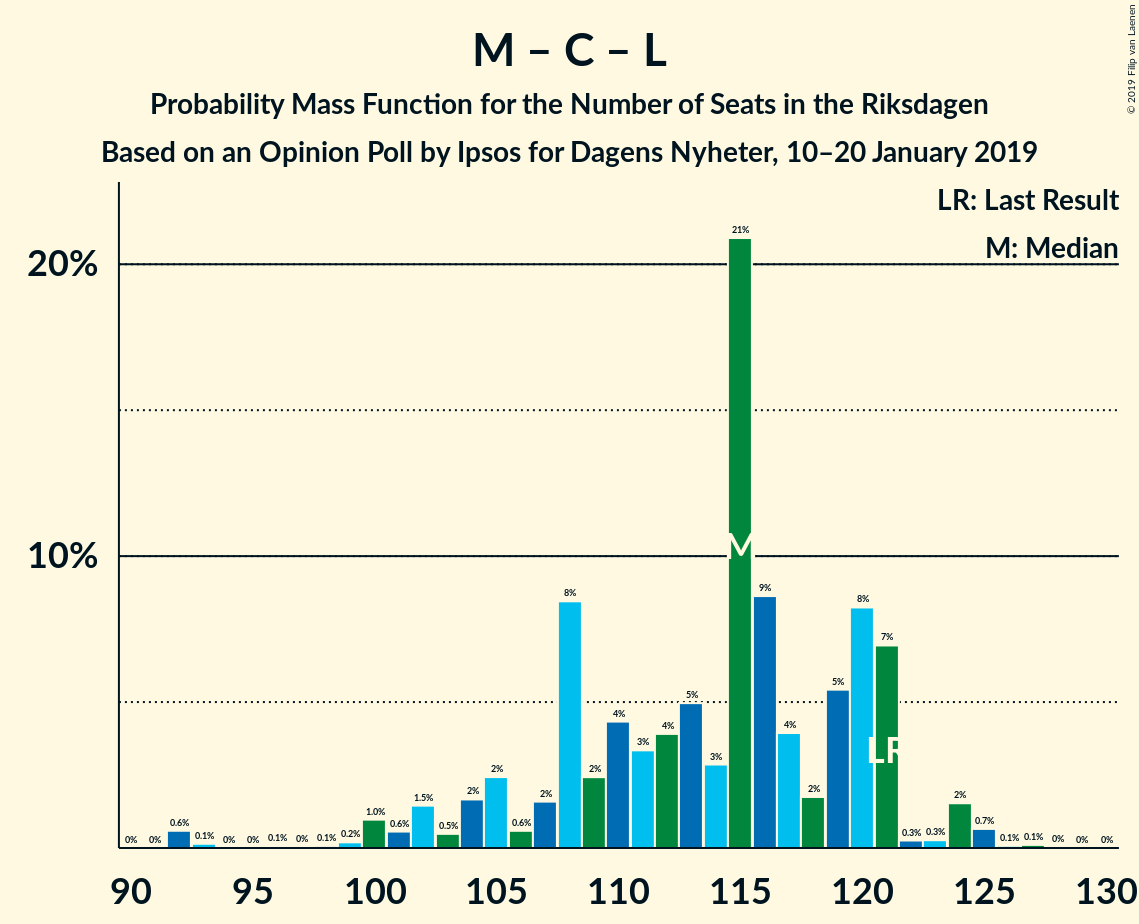 M – C – L
Probability Mass Function for the Number of Seats in the Riksdagen
Based on an Opinion Poll by Ipsos for Dagens Nyheter, 10–20 January 2019
© 2019 Filip van Laenen
LR: Last Result
M: Median
20%
10%
0% 0% 0.6% 0.1% 0% 0% 0.1% 0% 0.1% 0.2% 1.0% 0.6% 1.5% 0.5% 2% 2% 0.6% 2% 8% 2% 4% 3% 4% 5% 3% 21% 9% 4% 2% 5% 8% 7% 0.3% 0.3% 2% 0.7% 0.1% 0.1% 0% 0% 0%
M
LR
90 95 100 105 110 115 120 125 130